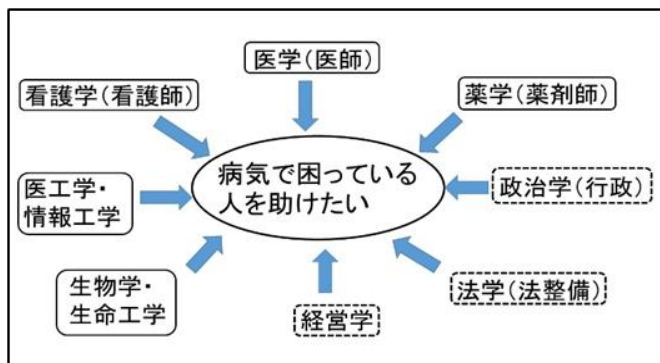 医学(医師)
看護学(看護師)
薬学(薬剤師)
病気で困っている
人を助けたい
医工学・
情報工学
政治学(行政)
生物学・
生命工学
経営学
法学(法整備)